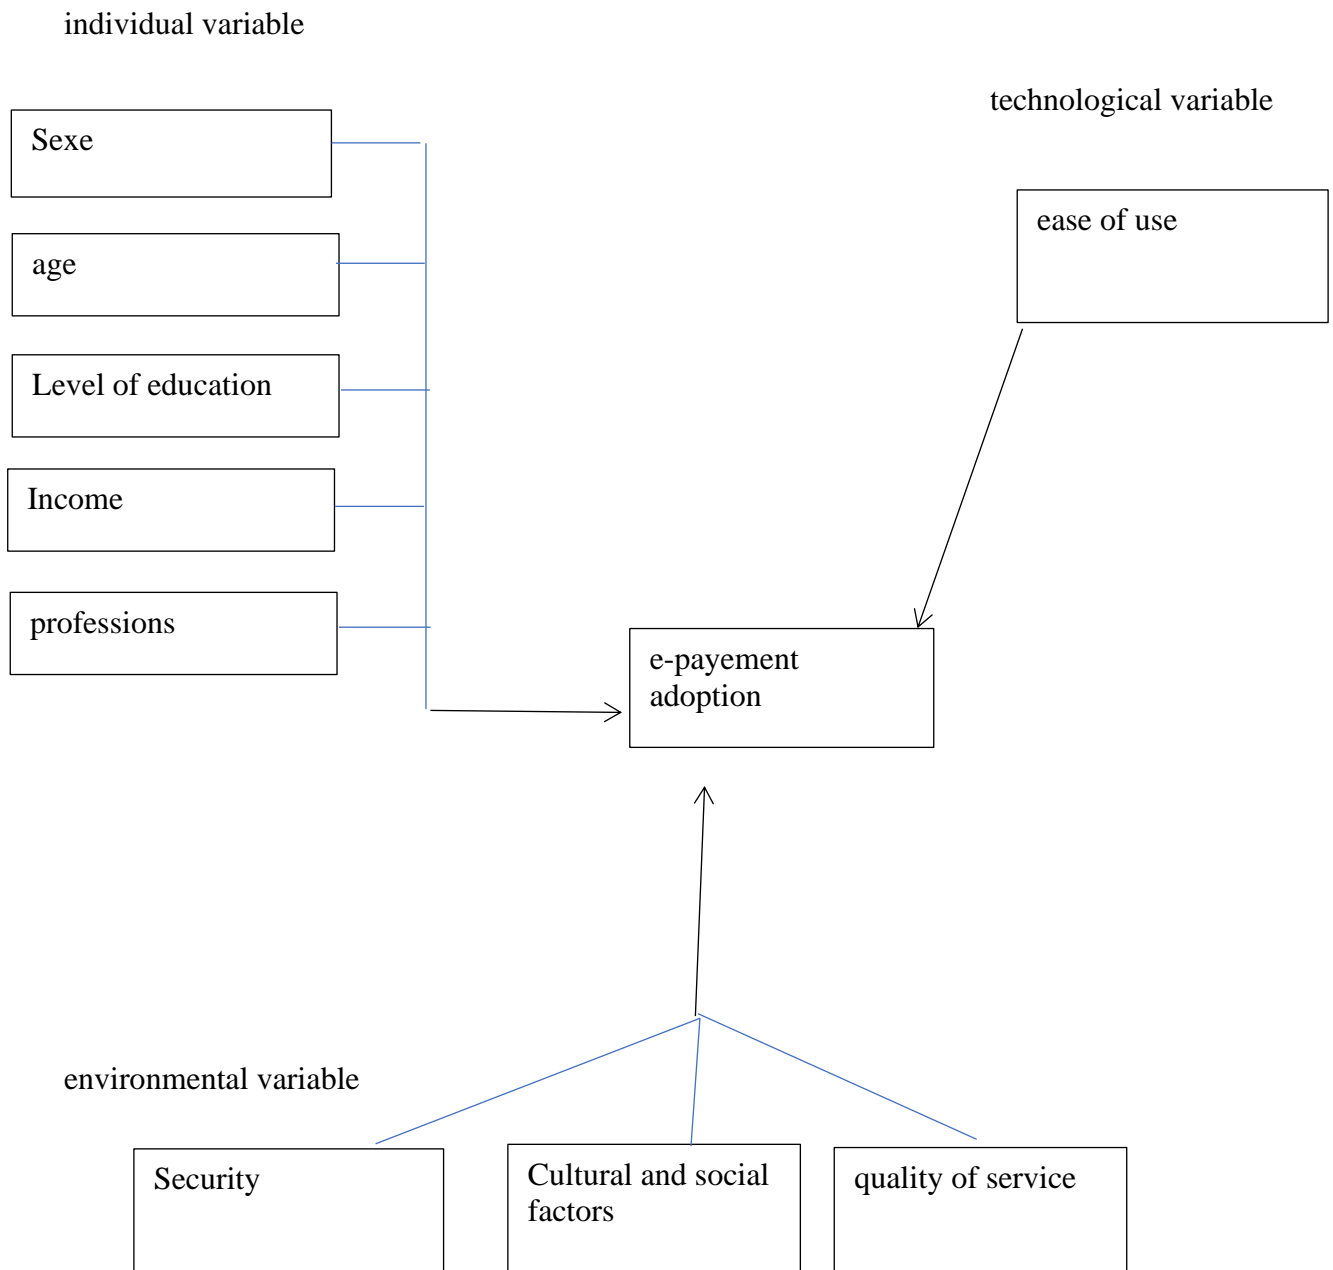 individual variable
technological variable
Sexe
ease of use
age
Level of education
Income
professions
e-payement
adoption
environmental variable
Security
Cultural and social
factors
quality of service